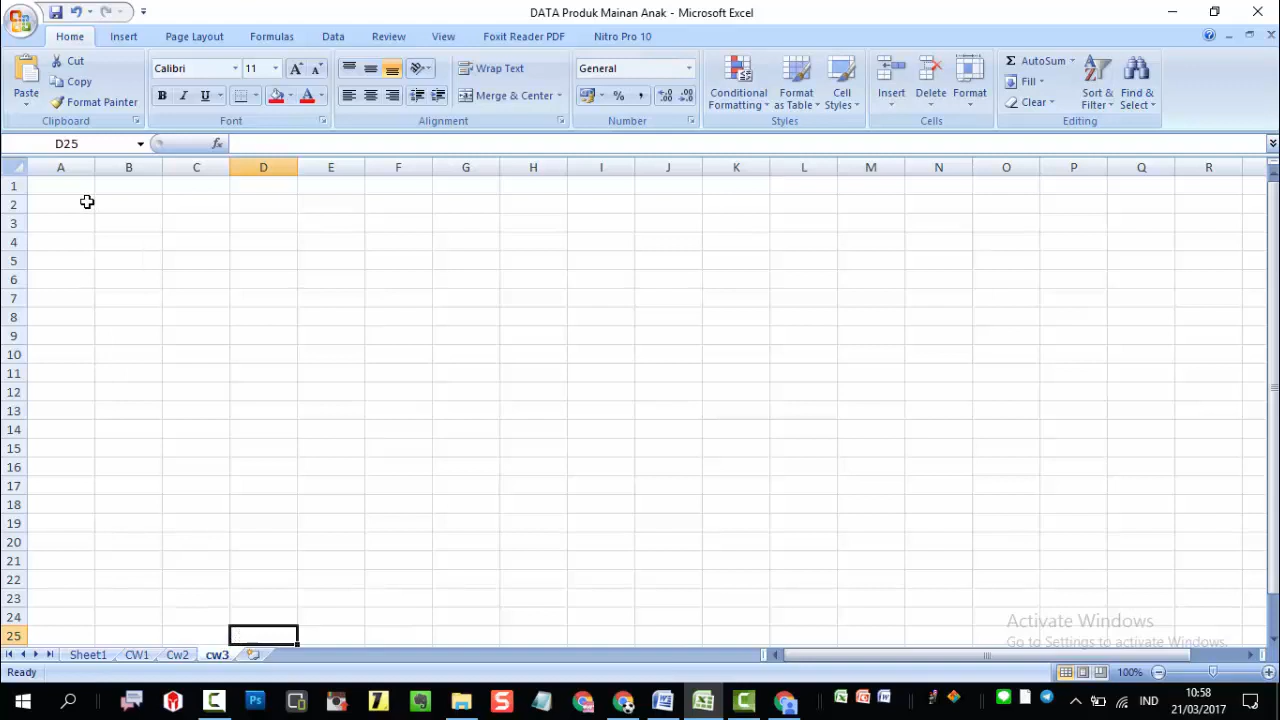 DATA Produk Mainan Anak - Microsoft Excel
Home Insert Page Layout Formulas Data Review View Foxit Reader PDF Nitro Pro 10
Paste Cut Copy Format Painter Clipboard
Calibri 11 B I U A A A Font
Wrap Text Merge & Center Alignment
General % , .0 .00 Number
Conditional Formatting Format as Table Cell Styles Styles
Insert Delete Format Cells
Σ AutoSum Fill Clear Sort & Filter Find & Select Editing
D25 fx
A B C D E F G H I J K L M N O P Q R
1
2
3
4
5
6
7
8
9
10
11
12
13
14
15
16
17
18
19
20
21
22
23
24
25
Activate Windows
Go to Settings to activate Windows.
Sheet1 CW1 Cw2 cw3
Ready 100%
IND 10:58
21/03/2017